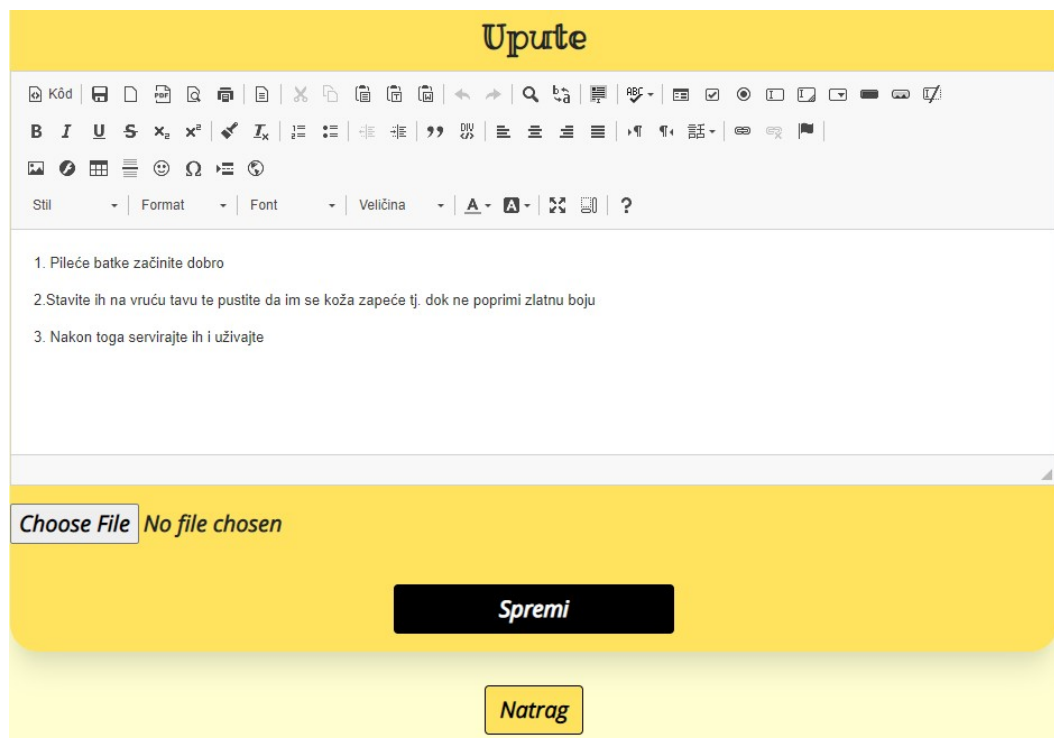 Upute
Kôd
Stil Format Font Veličina
1. Pileće batke začinite dobro
2.Stavite ih na vruću tavu te pustite da im se koža zapeće tj. dok ne poprimi zlatnu boju
3. Nakon toga servirajte ih i uživajte
Choose File No file chosen
Spremi
Natrag